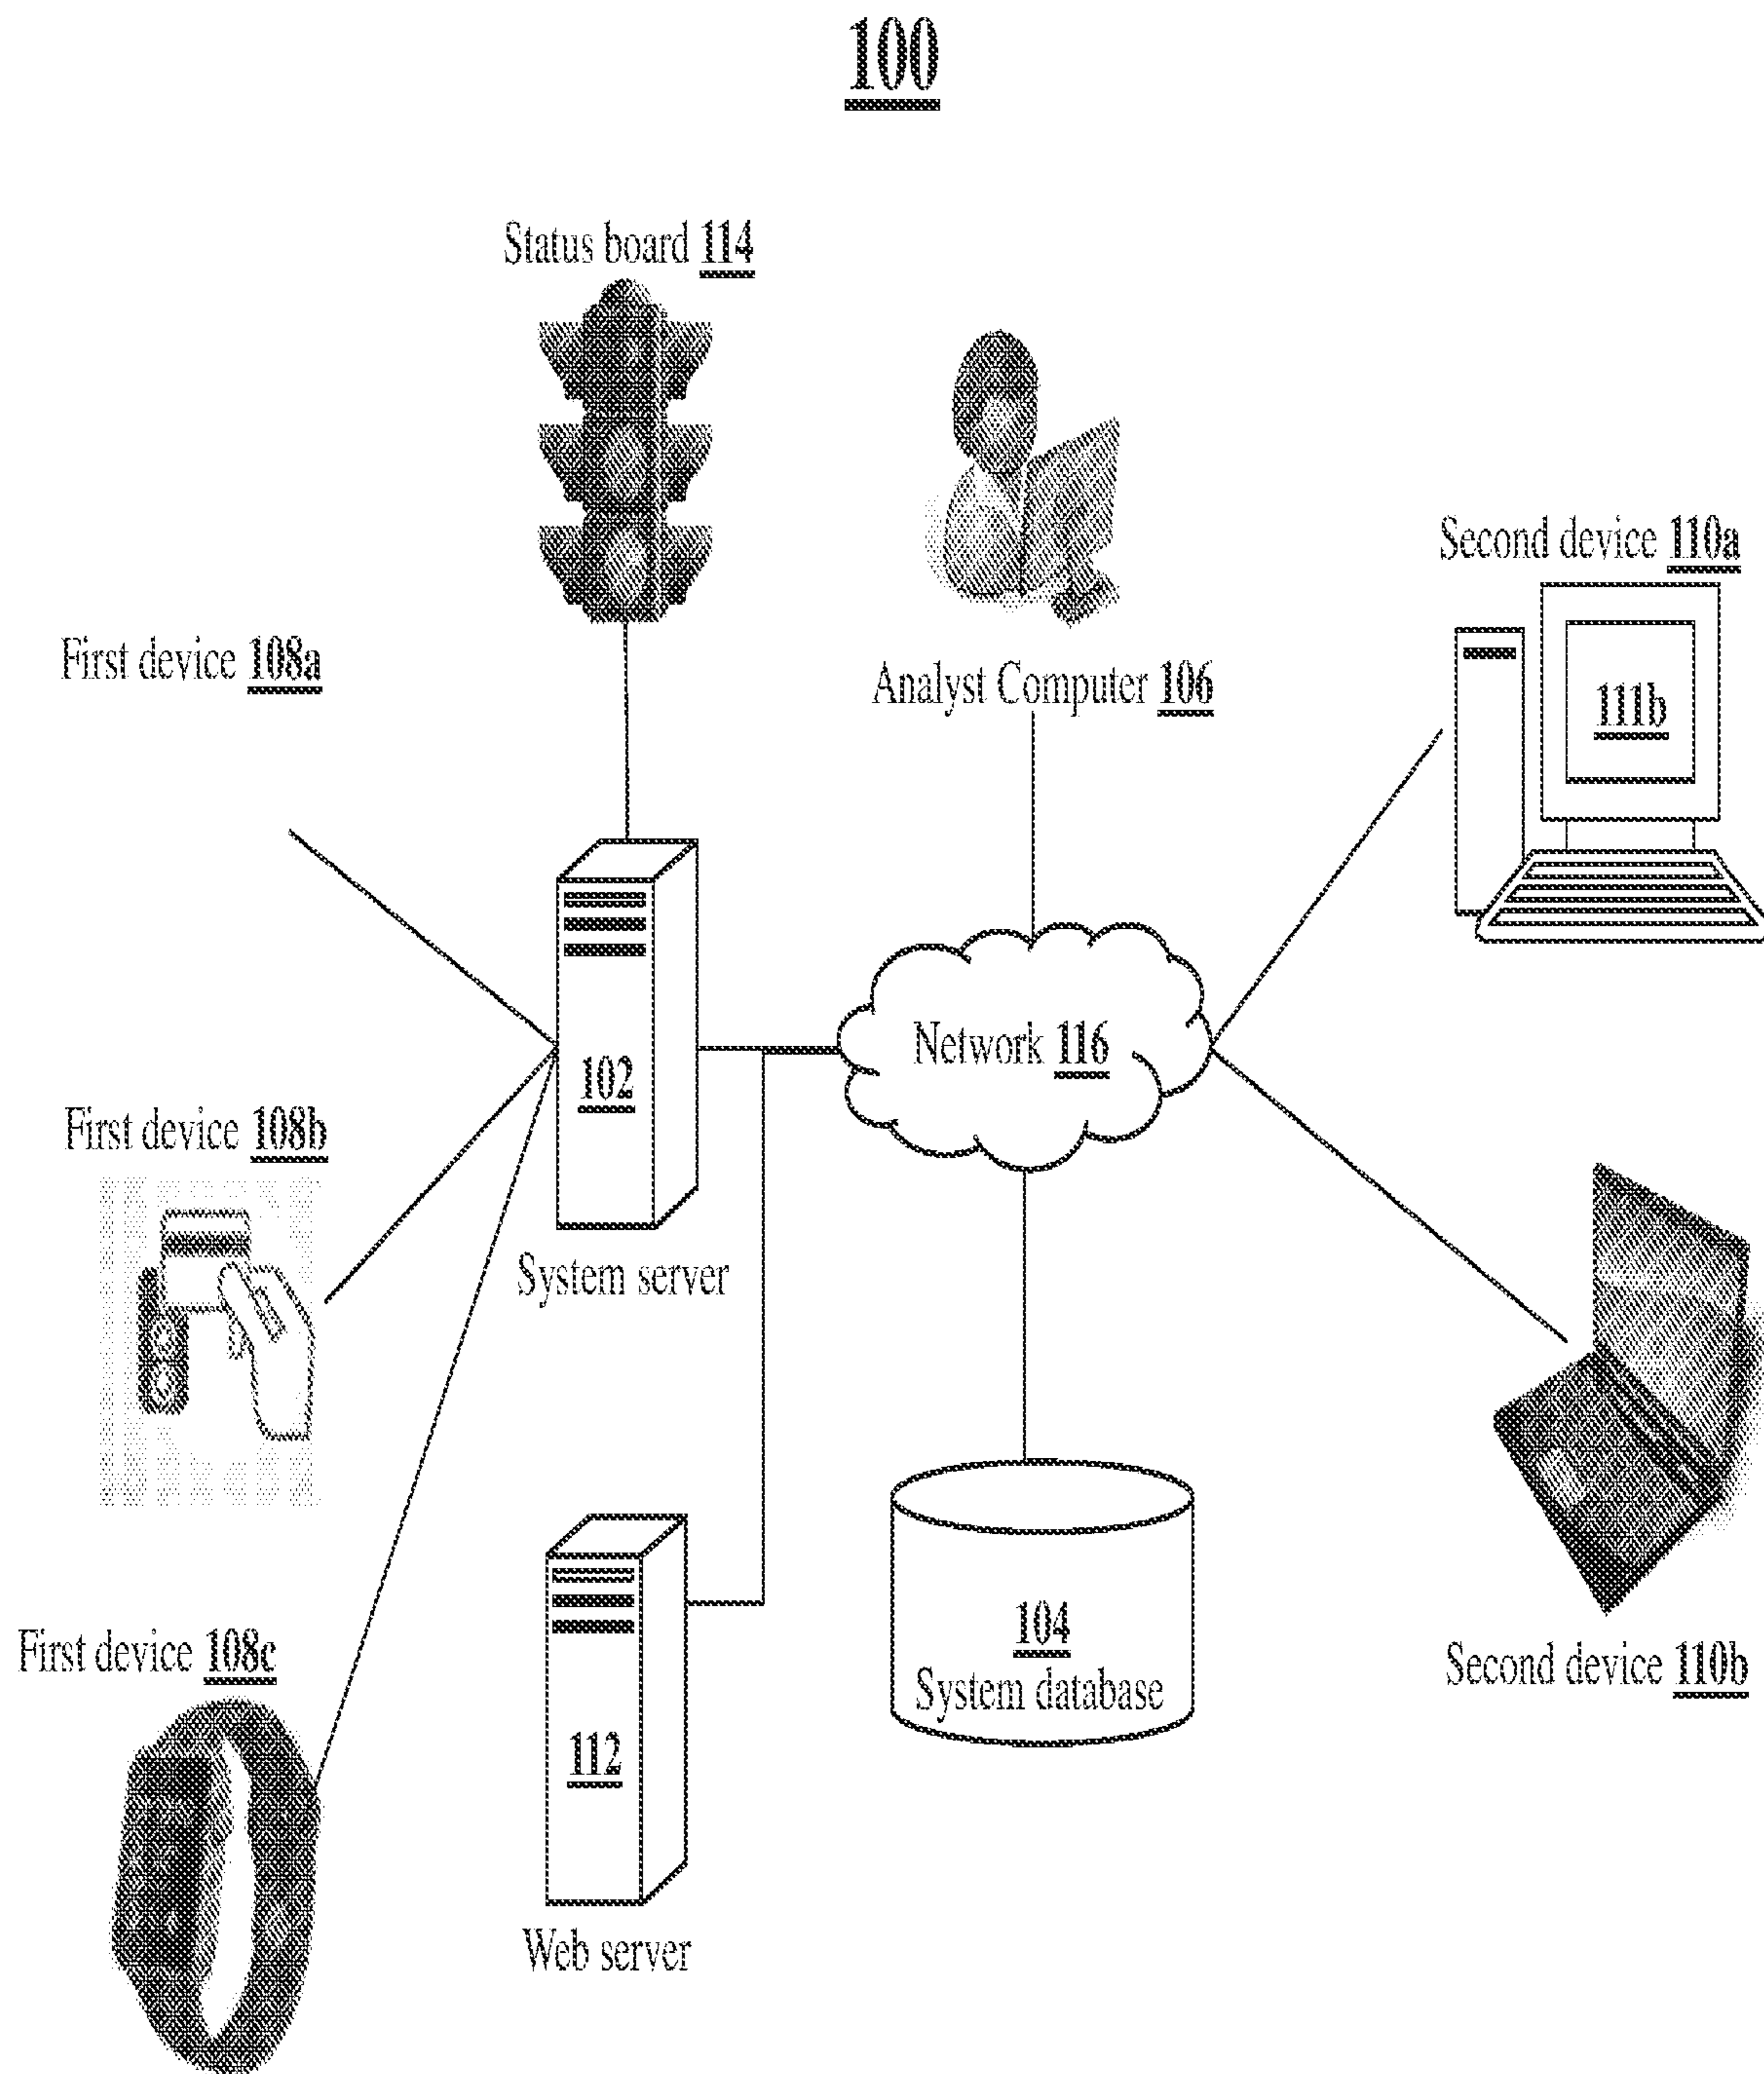 100
Status board 114
Second device 110a
First device 108a
Analyst Computer 106
111b
Network 116
102
First device 108b
System server
104
First device 108c
System database
Second device 110b
112
Web server